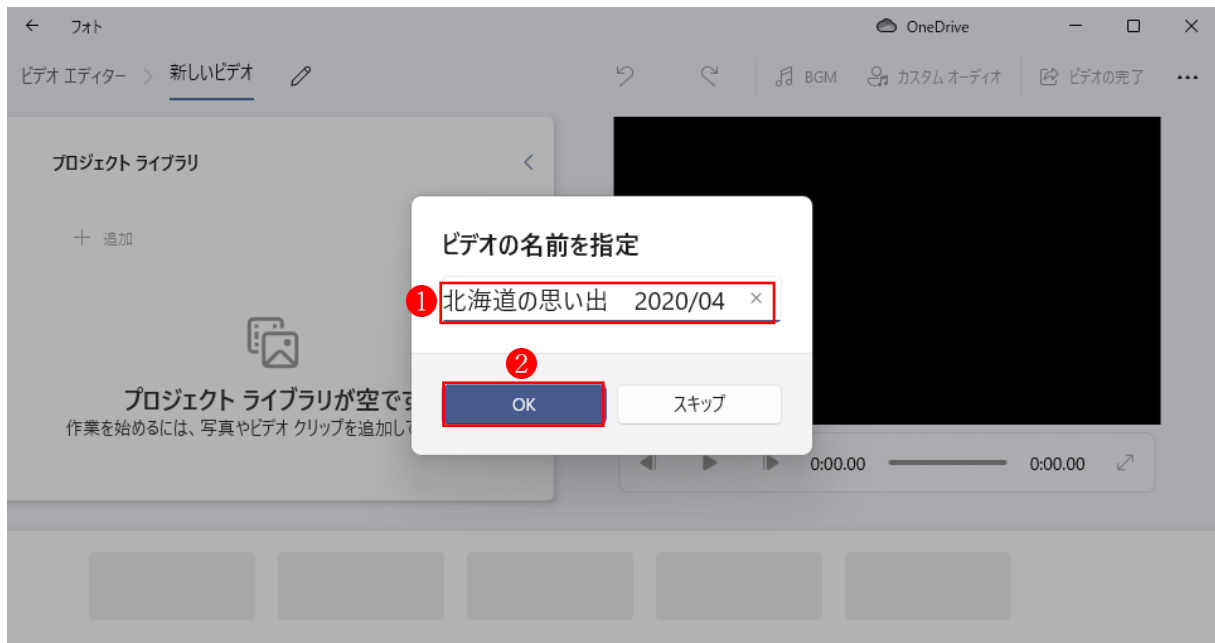 フォト
OneDrive
ビデオ エディター
新しいビデオ
BGM
カスタム オーディオ
ビデオの完了
プロジェクト ライブラリ
追加
ビデオの名前を指定
1
北海道の思い出　2020/04
2
OK
スキップ
プロジェクト ライブラリが空で
作業を始めるには、写真やビデオ クリップを追加し
0:00.00
0:00.00